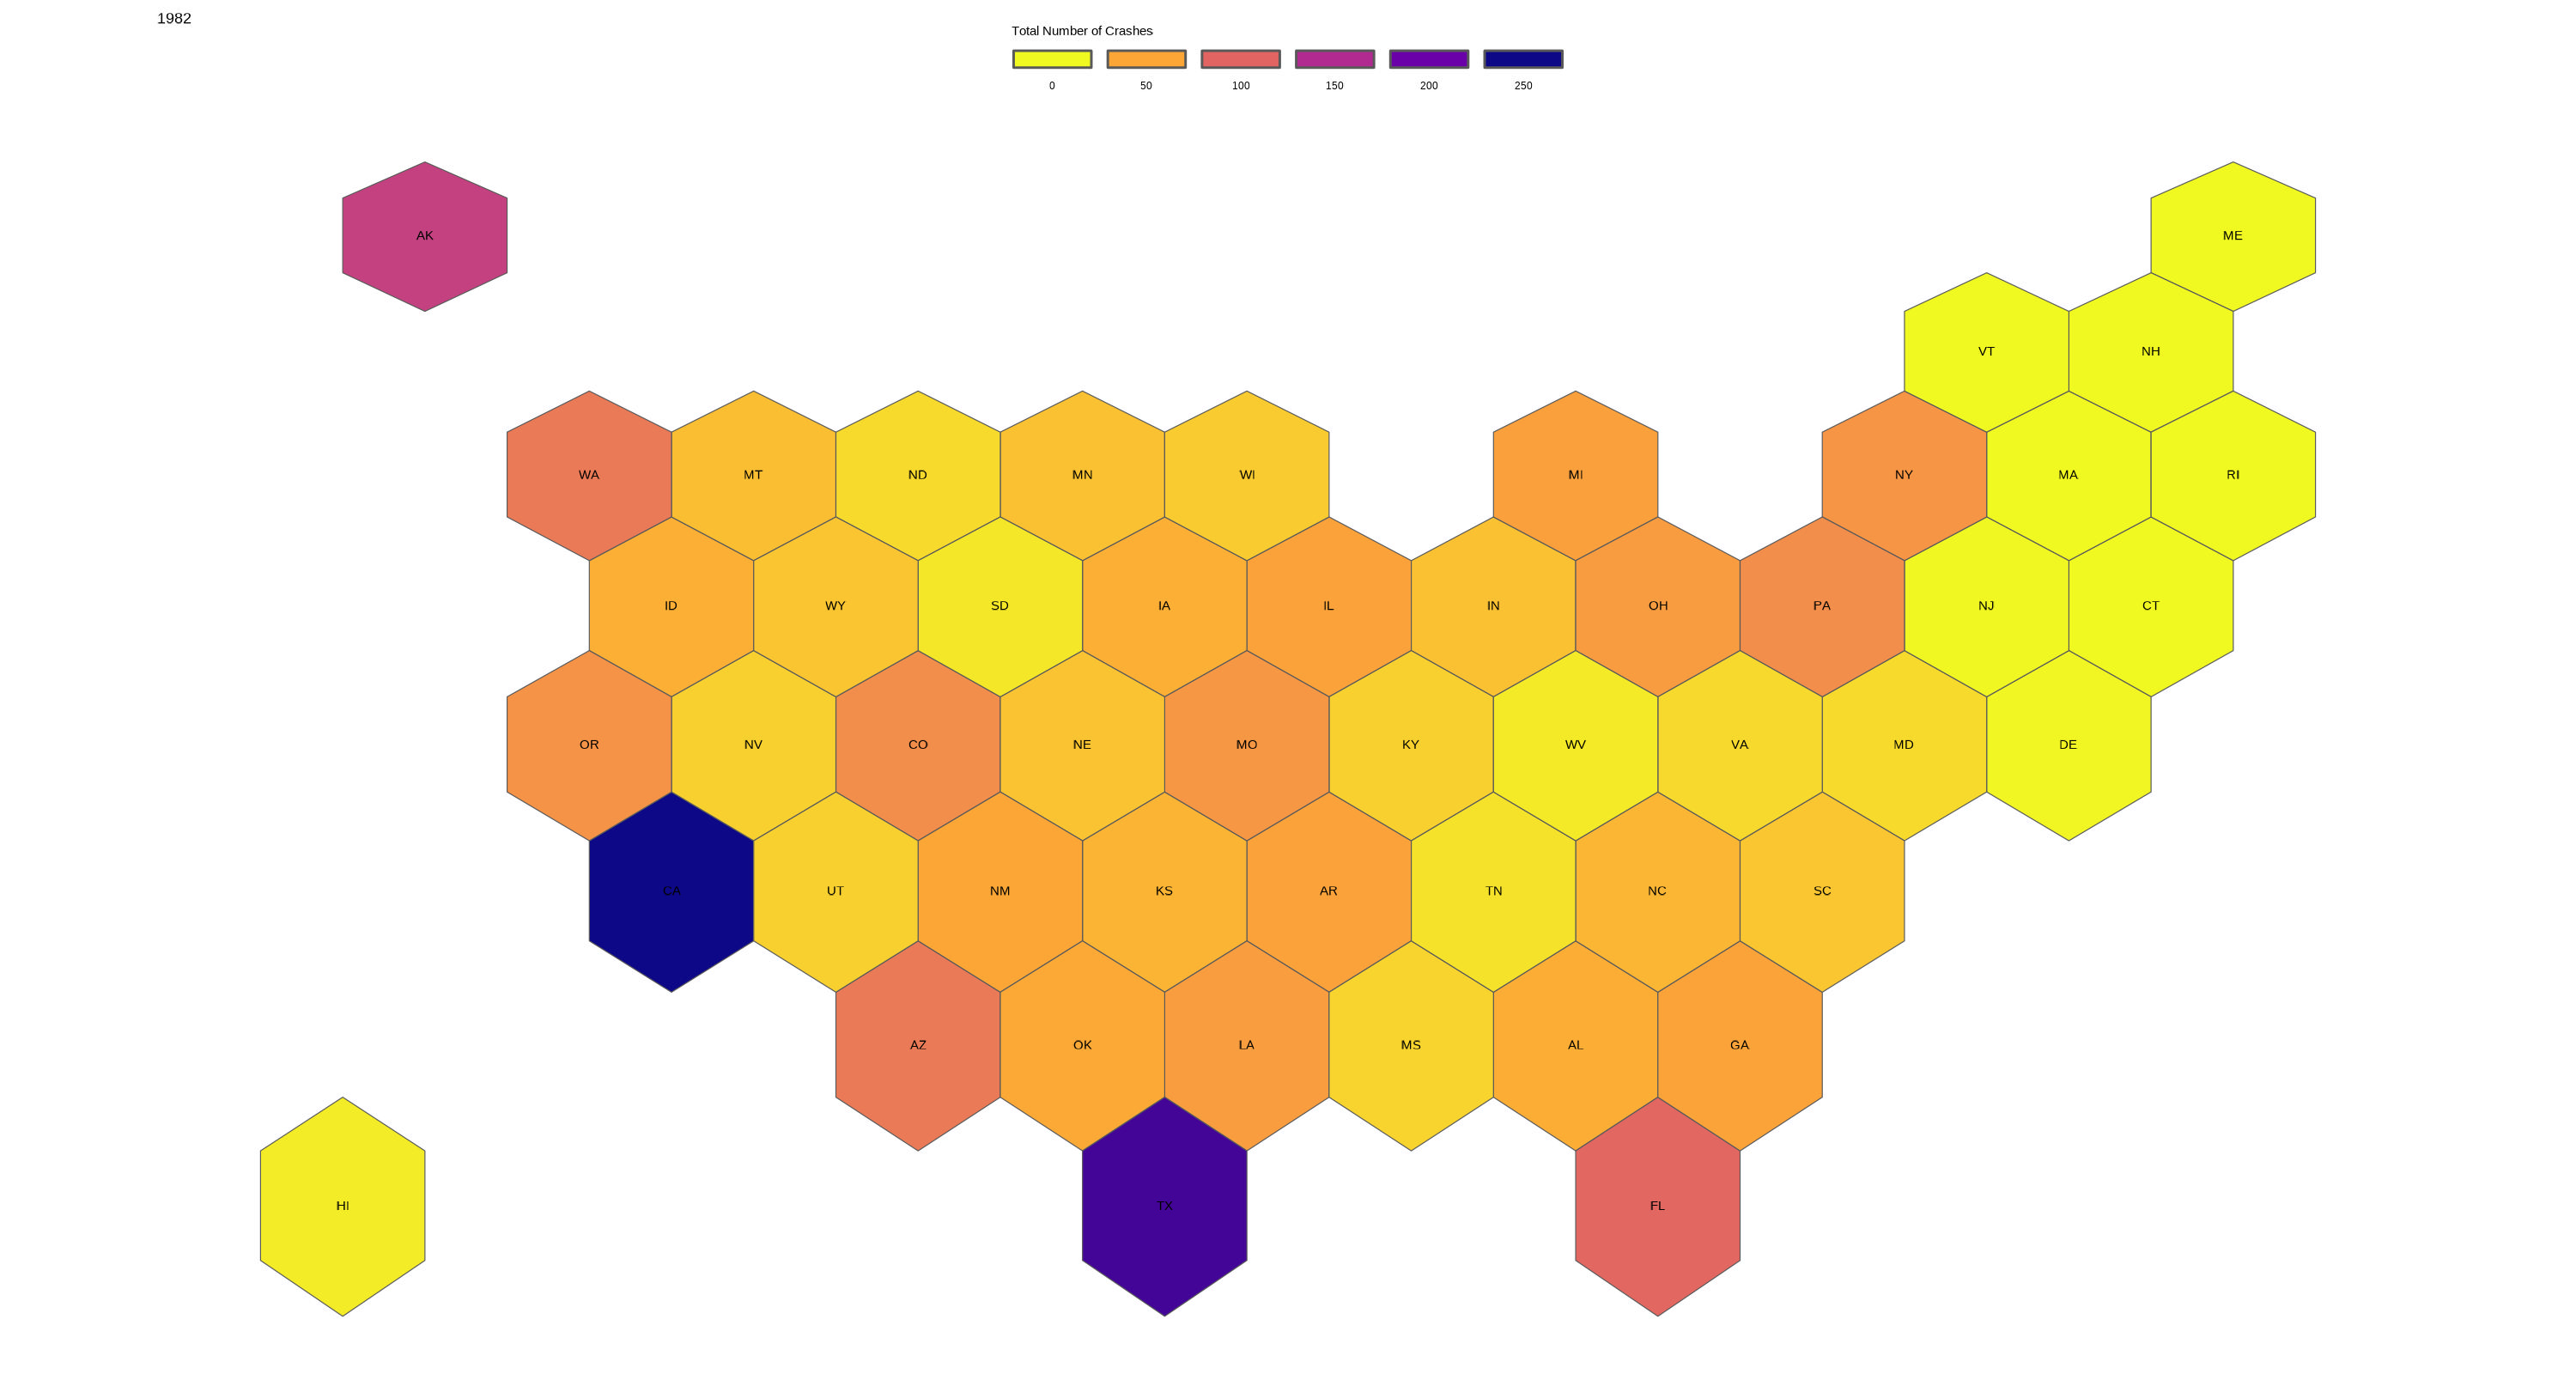 1982
Total Number of Crashes
0 50 100 150 200 250
AK ME
VT NH
WA MT ND MN WI MI NY MA RI
ID WY SD IA IL IN OH PA NJ CT
OR NV CO NE MO KY WV VA MD DE
CA UT NM KS AR TN NC SC
AZ OK LA MS AL GA
HI TX FL